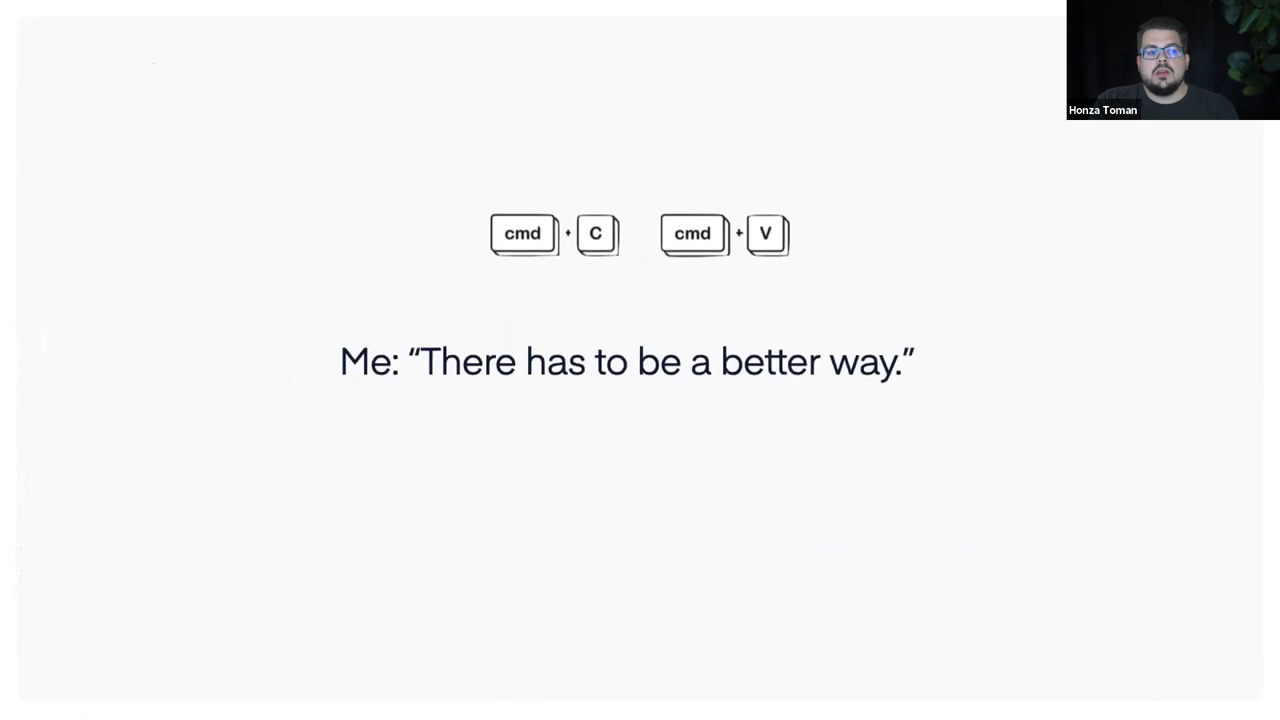 Honza Toman
cmd + C cmd + V
Me: “There has to be a better way.”